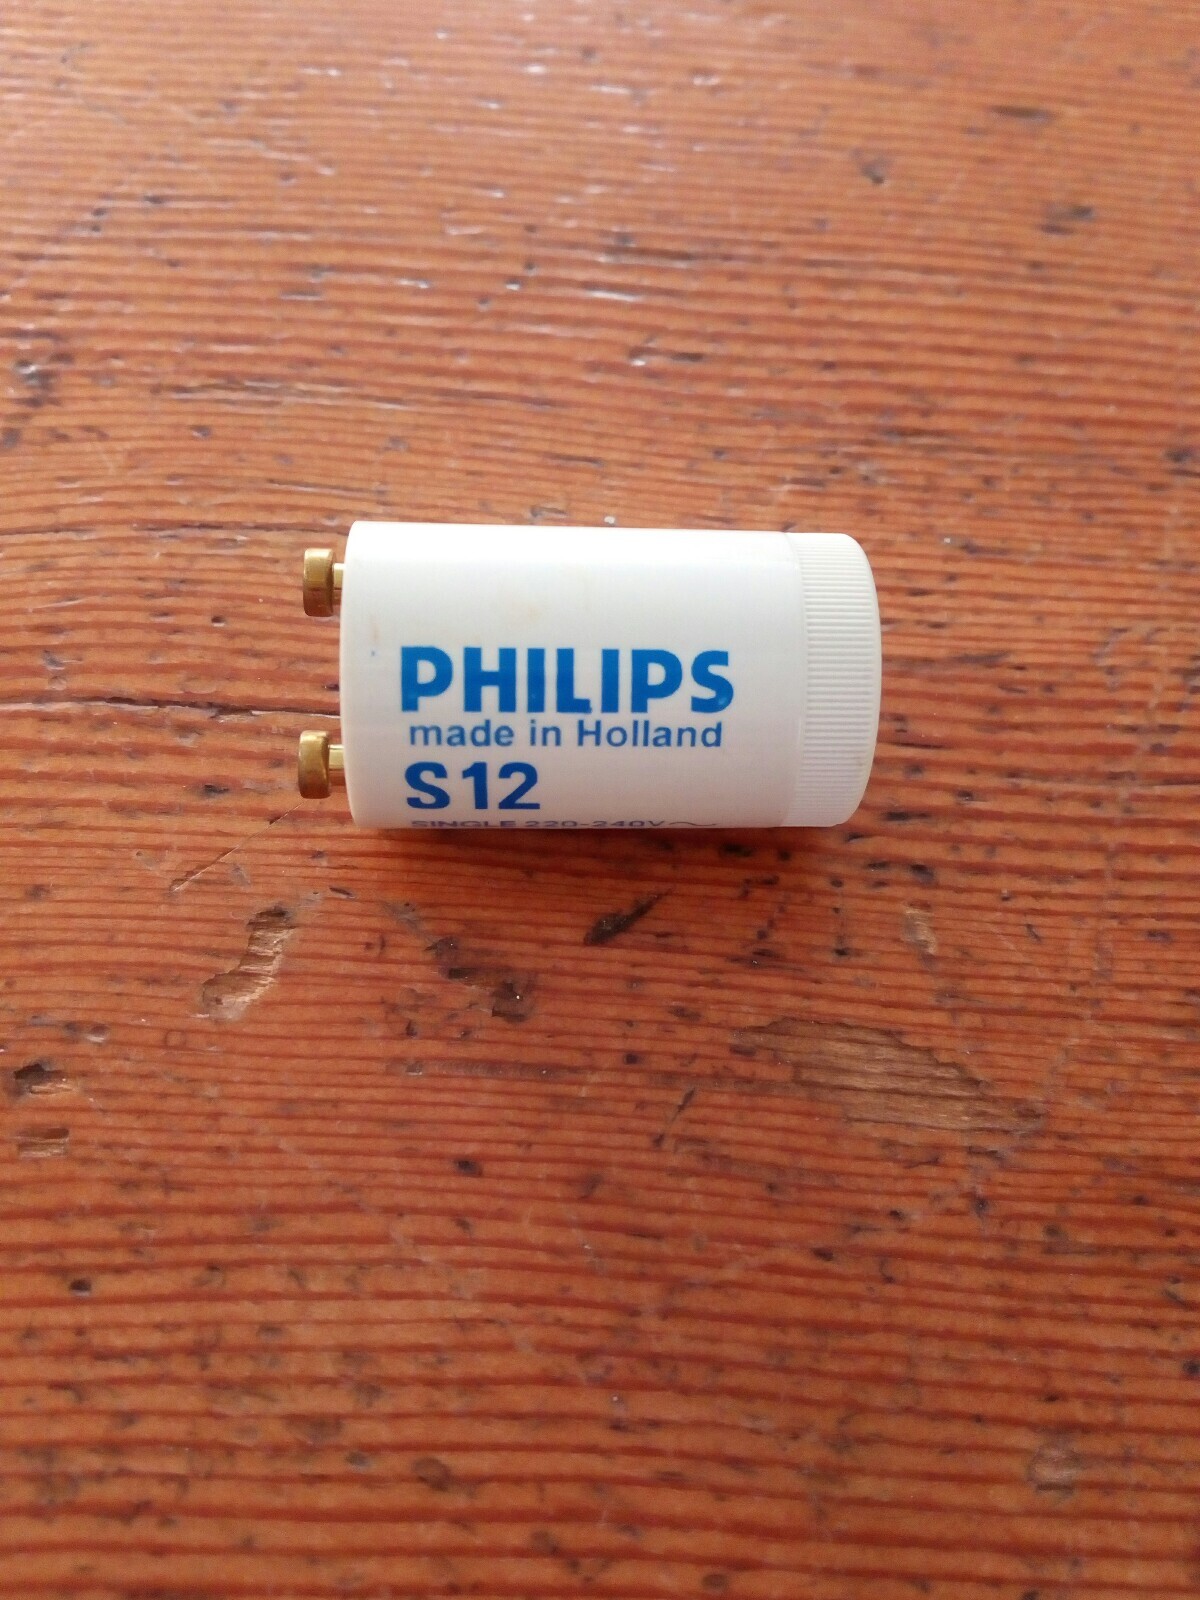 PHILIPS
made in Holland
S12
SINGLE 220-240V~